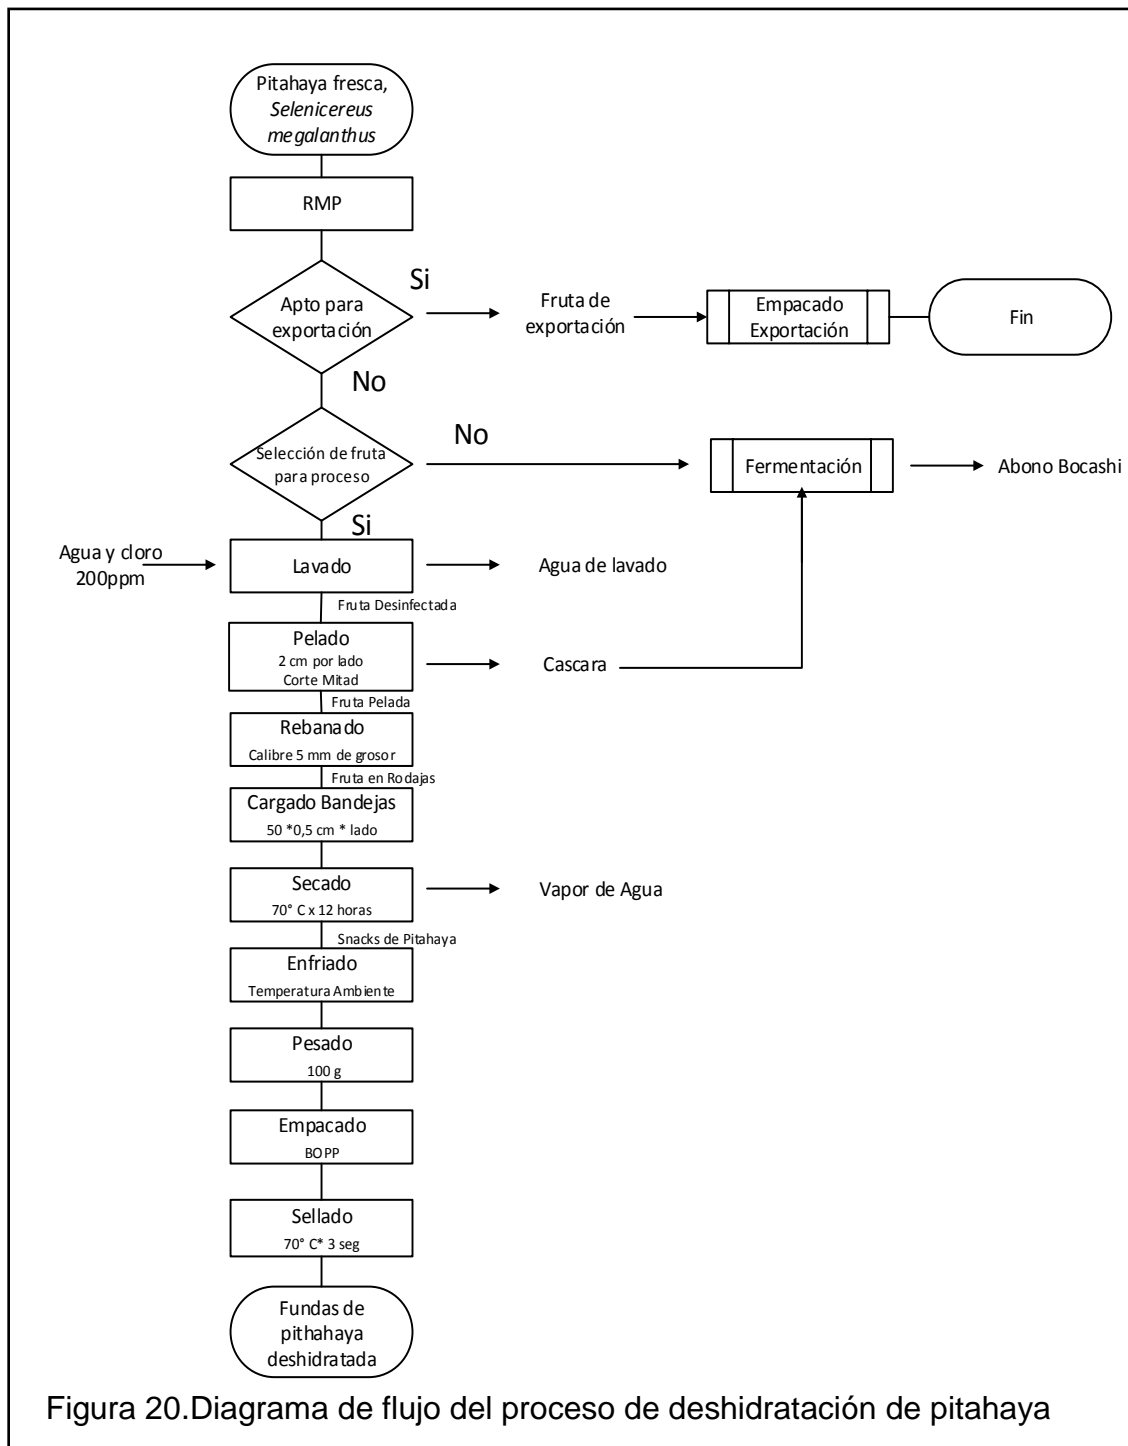 Pitahaya fresca,
Selenicereus
megalanthus
RMP
Apto para
exportación
Si
Fruta de
exportación
Empacado
Exportación
Fin
No
Selección de fruta
para proceso
No
Fermentación
Abono Bocashi
Si
Agua y cloro
200ppm
Lavado
Agua de lavado
Fruta Desinfectada
Pelado
2 cm por lado
Corte Mitad
Cascara
Fruta Pelada
Rebanado
Calibre 5 mm de grosor
Fruta en Rodajas
Cargado Bandejas
50 *0,5 cm * lado
Secado
70° C x 12 horas
Vapor de Agua
Snacks de Pitahaya
Enfriado
Temperatura Ambiente
Pesado
100 g
Empacado
BOPP
Sellado
70° C* 3 seg
Fundas de
pithahaya
deshidratada
Figura 20.Diagrama de flujo del proceso de deshidratación de pitahaya